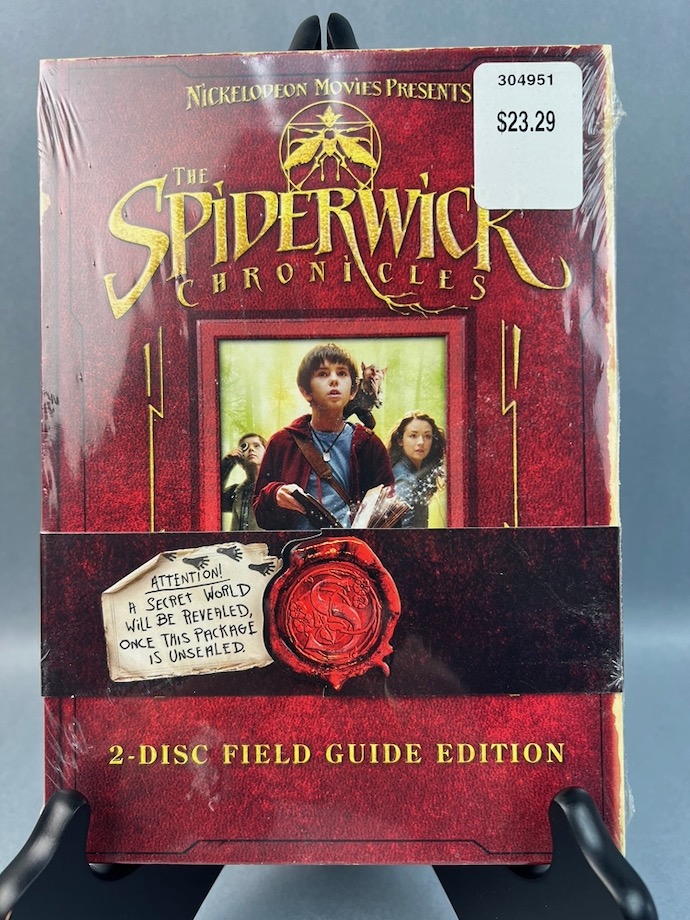 NICKELODEON MOVIES PRESENTS
304951
$23.29
THE
SPIDERWICK
CHRONICLES
ATTENTION!
A SECRET WORLD
WILL BE REVEALED,
ONCE THIS PACKAGE
IS UNSEALED.
S
2-DISC FIELD GUIDE EDITION